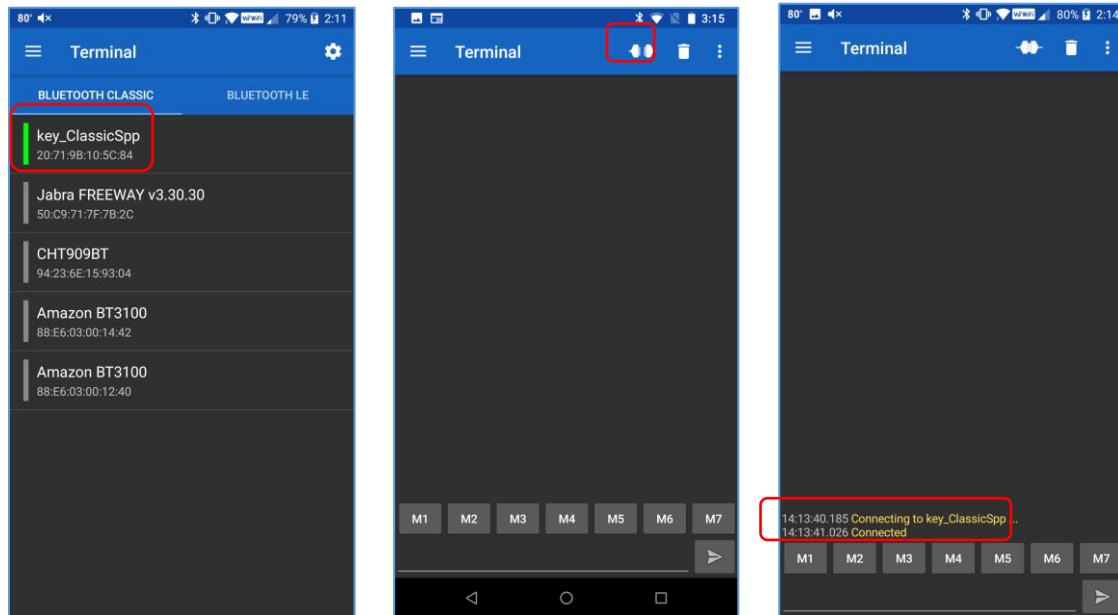 80° 79% 2:11
Terminal
BLUETOOTH CLASSIC BLUETOOTH LE
key_ClassicSpp
20:71:9B:10:5C:84
Jabra FREEWAY v3.30.30
50:C9:71:7F:7B:2C
CHT909BT
94:23:6E:15:93:04
Amazon BT3100
88:E6:03:00:14:42
Amazon BT3100
88:E6:03:00:12:40
3:15
Terminal
M1 M2 M3 M4 M5 M6 M7
80° 80% 2:14
Terminal
14:13:40.185 Connecting to key_ClassicSpp ...
14:13:41.026 Connected
M1 M2 M3 M4 M5 M6 M7